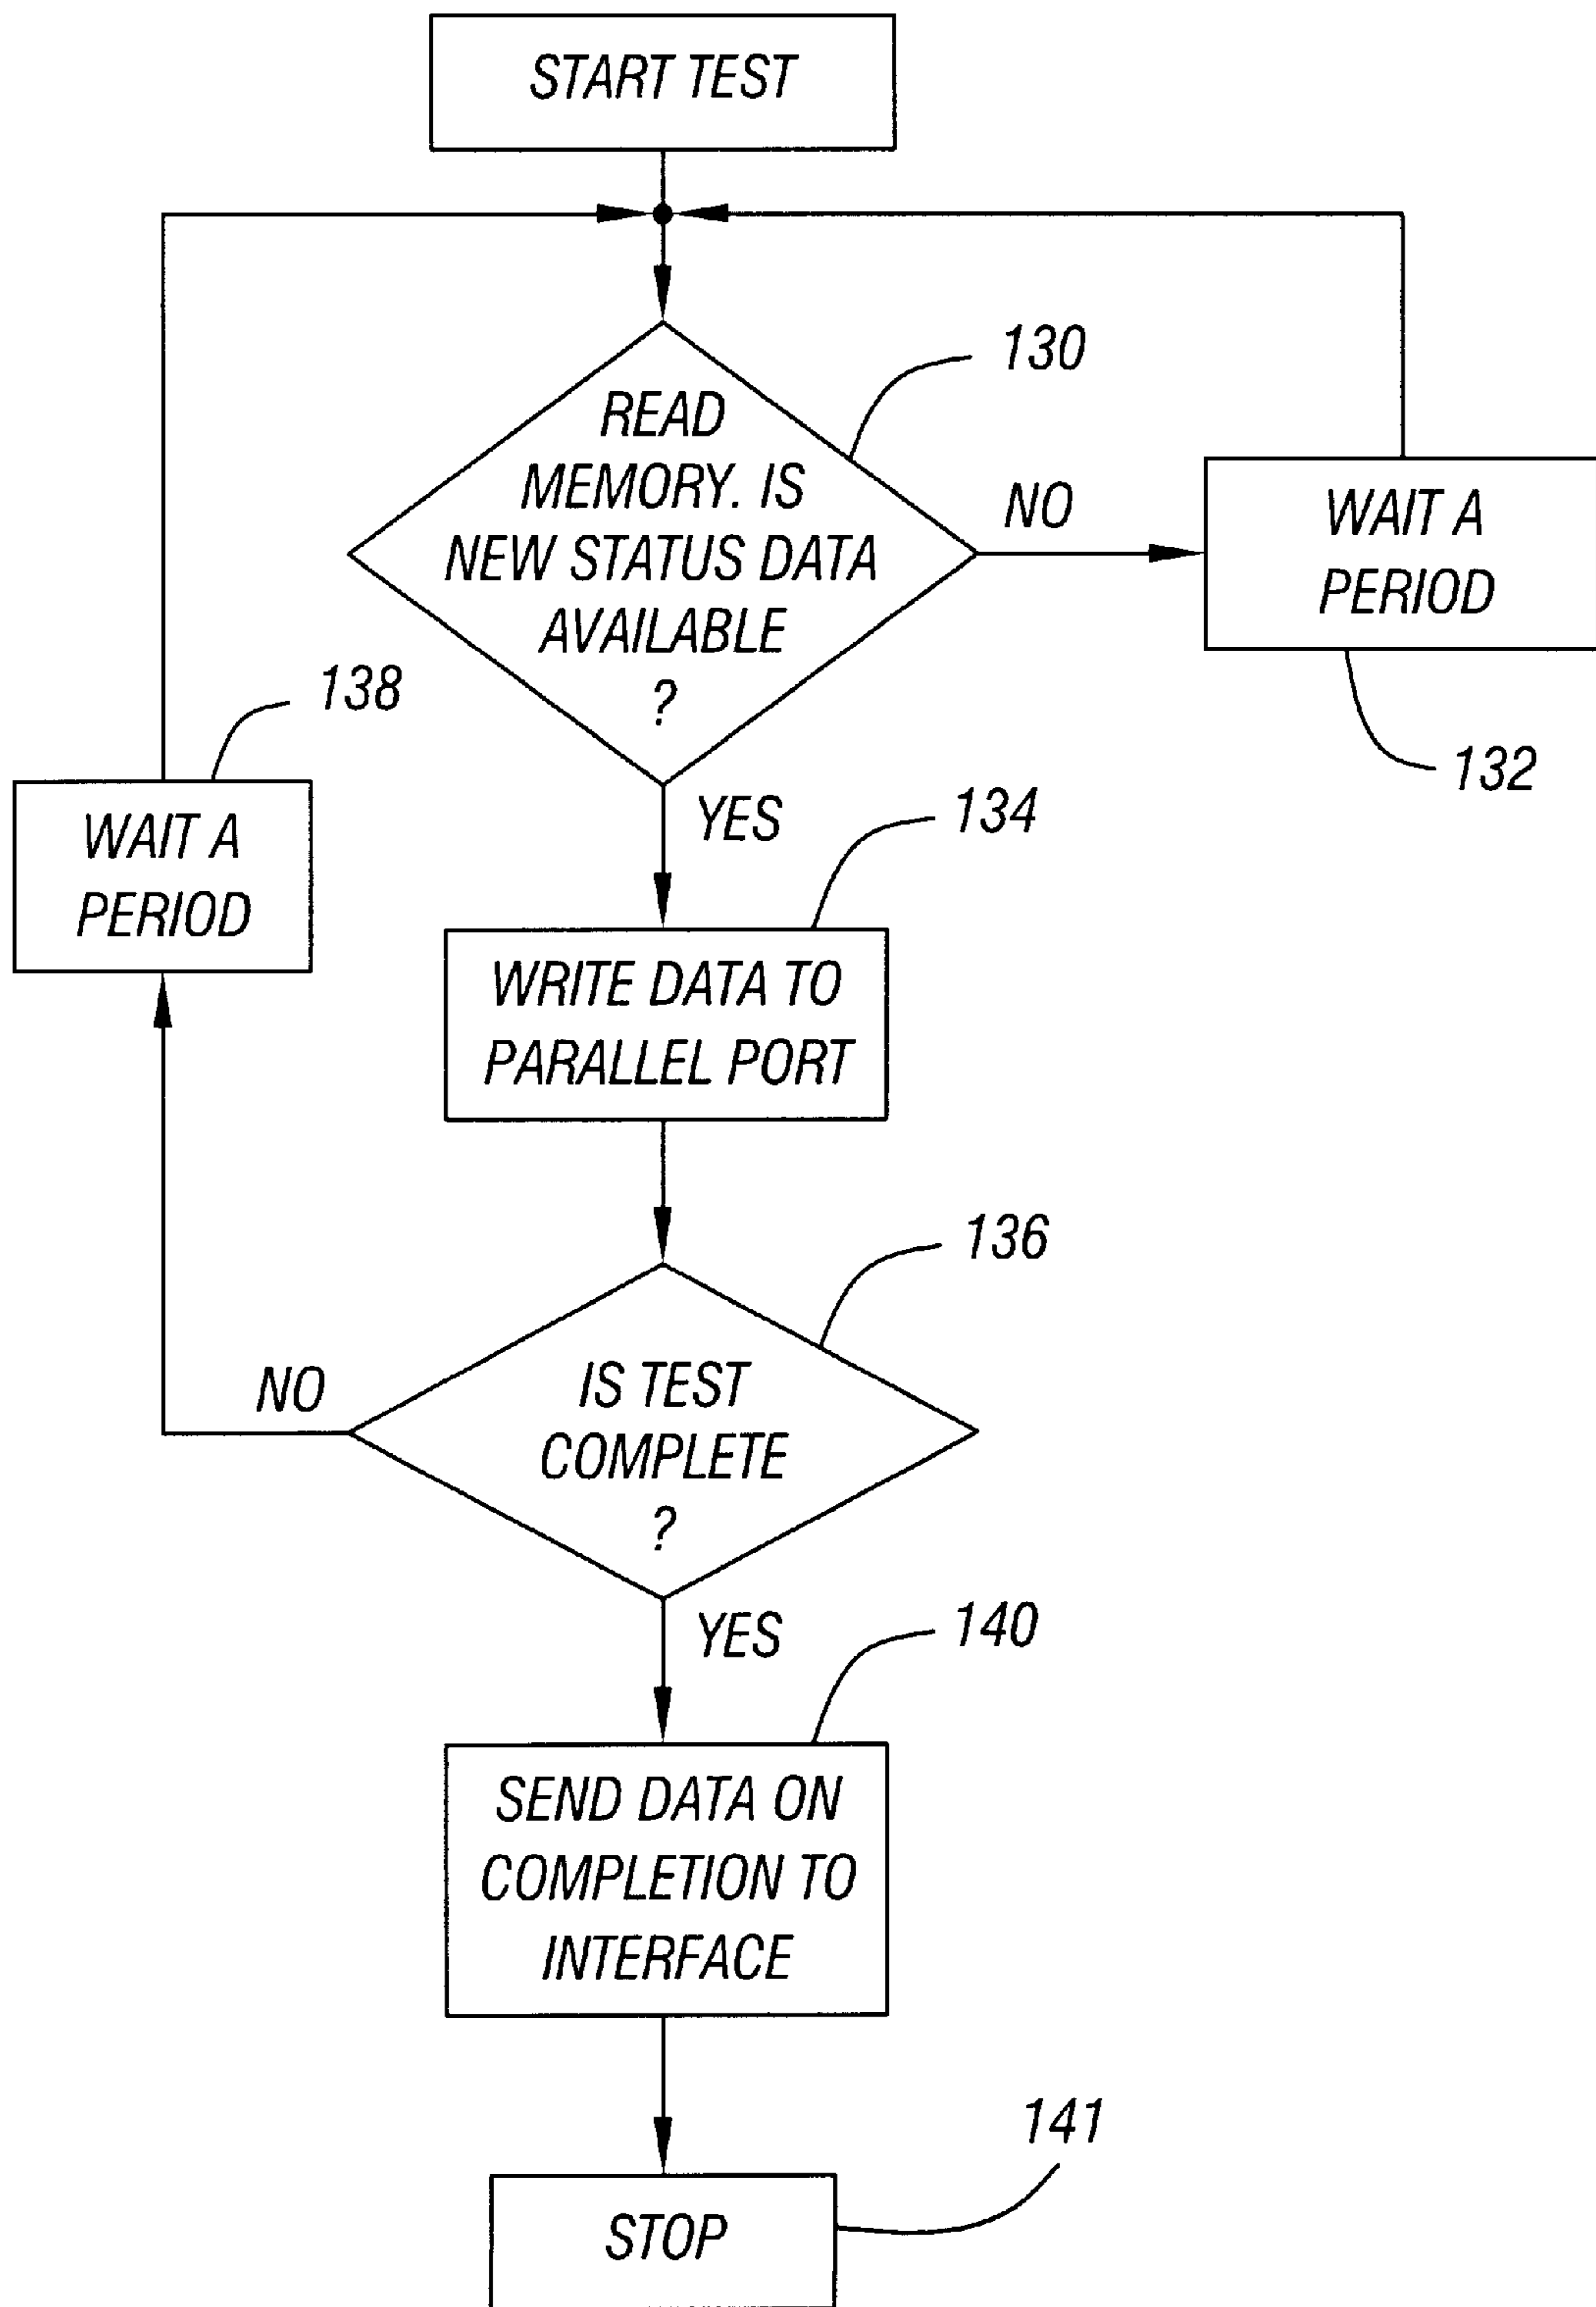 START TEST
130
READ
MEMORY. IS
NEW STATUS DATA
AVAILABLE
?
NO
WAIT A
PERIOD
132
138
WAIT A
PERIOD
YES
134
WRITE DATA TO
PARALLEL PORT
136
IS TEST
COMPLETE
?
NO
YES
140
SEND DATA ON
COMPLETION TO
INTERFACE
141
STOP